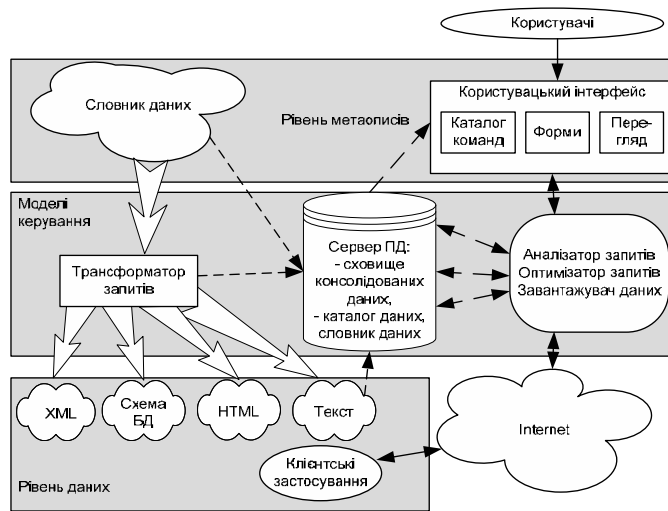 Користувачі
Словник даних
Рівень метаописів
Користувацький інтерфейс
Каталог
команд
Форми
Пере-
гляд
Моделі
керування
Трансформатор
запитів
Сервер ПД:
- сховище
консолідованих
даних,
- каталог даних,
словник даних
Аналізатор запитів
Оптимізатор запитів
Завантажувач даних
XML
Схема
БД
HTML
Текст
Internet
Клієнтські
застосування
Рівень даних